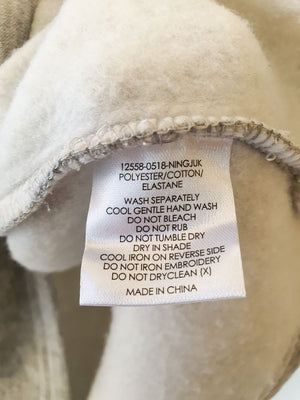 12558-0518-NINGJUK
POLYESTER/COTTON/
ELASTANE
WASH SEPARATELY
COOL GENTLE HAND WASH
DO NOT BLEACH
DO NOT RUB
DO NOT TUMBLE DRY
DRY IN SHADE
COOL IRON ON REVERSE SIDE
DO NOT IRON EMBROIDERY
DO NOT DRYCLEAN (X)
MADE IN CHINA